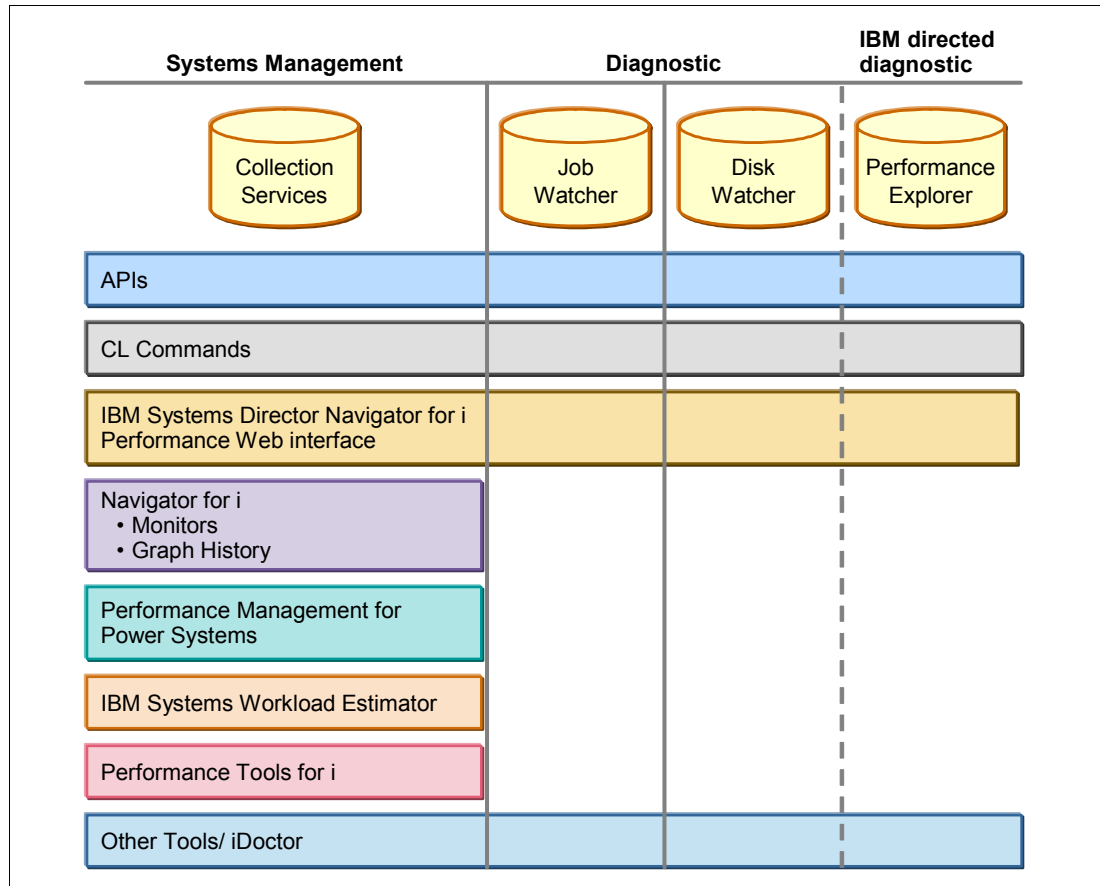 Systems Management
Diagnostic
IBM directed
diagnostic
Collection
Services
Job
Watcher
Disk
Watcher
Performance
Explorer
APIs
CL Commands
IBM Systems Director Navigator for i
Performance Web interface
Navigator for i
• Monitors
• Graph History
Performance Management for
Power Systems
IBM Systems Workload Estimator
Performance Tools for i
Other Tools/ iDoctor